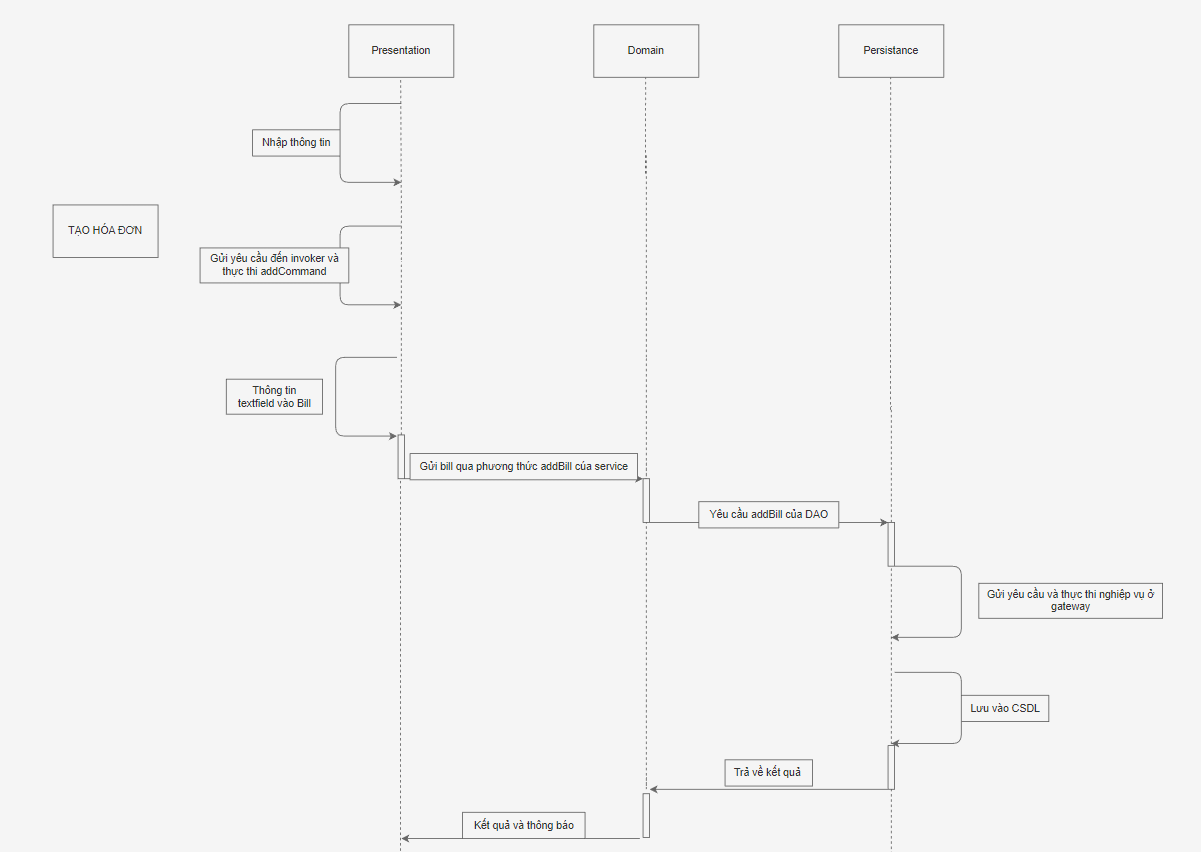 Presentation
Domain
Persistance
Nhập thông tin
TẠO HÓA ĐƠN
Gửi yêu cầu đến invoker và
thực thi addCommand
Thông tin
textfield vào Bill
Gửi bill qua phương thức addBill của service
Yêu cầu addBill của DAO
Gửi yêu cầu và thực thi nghiệp vụ ở
gateway
Lưu vào CSDL
Trả về kết quả
Kết quả và thông báo